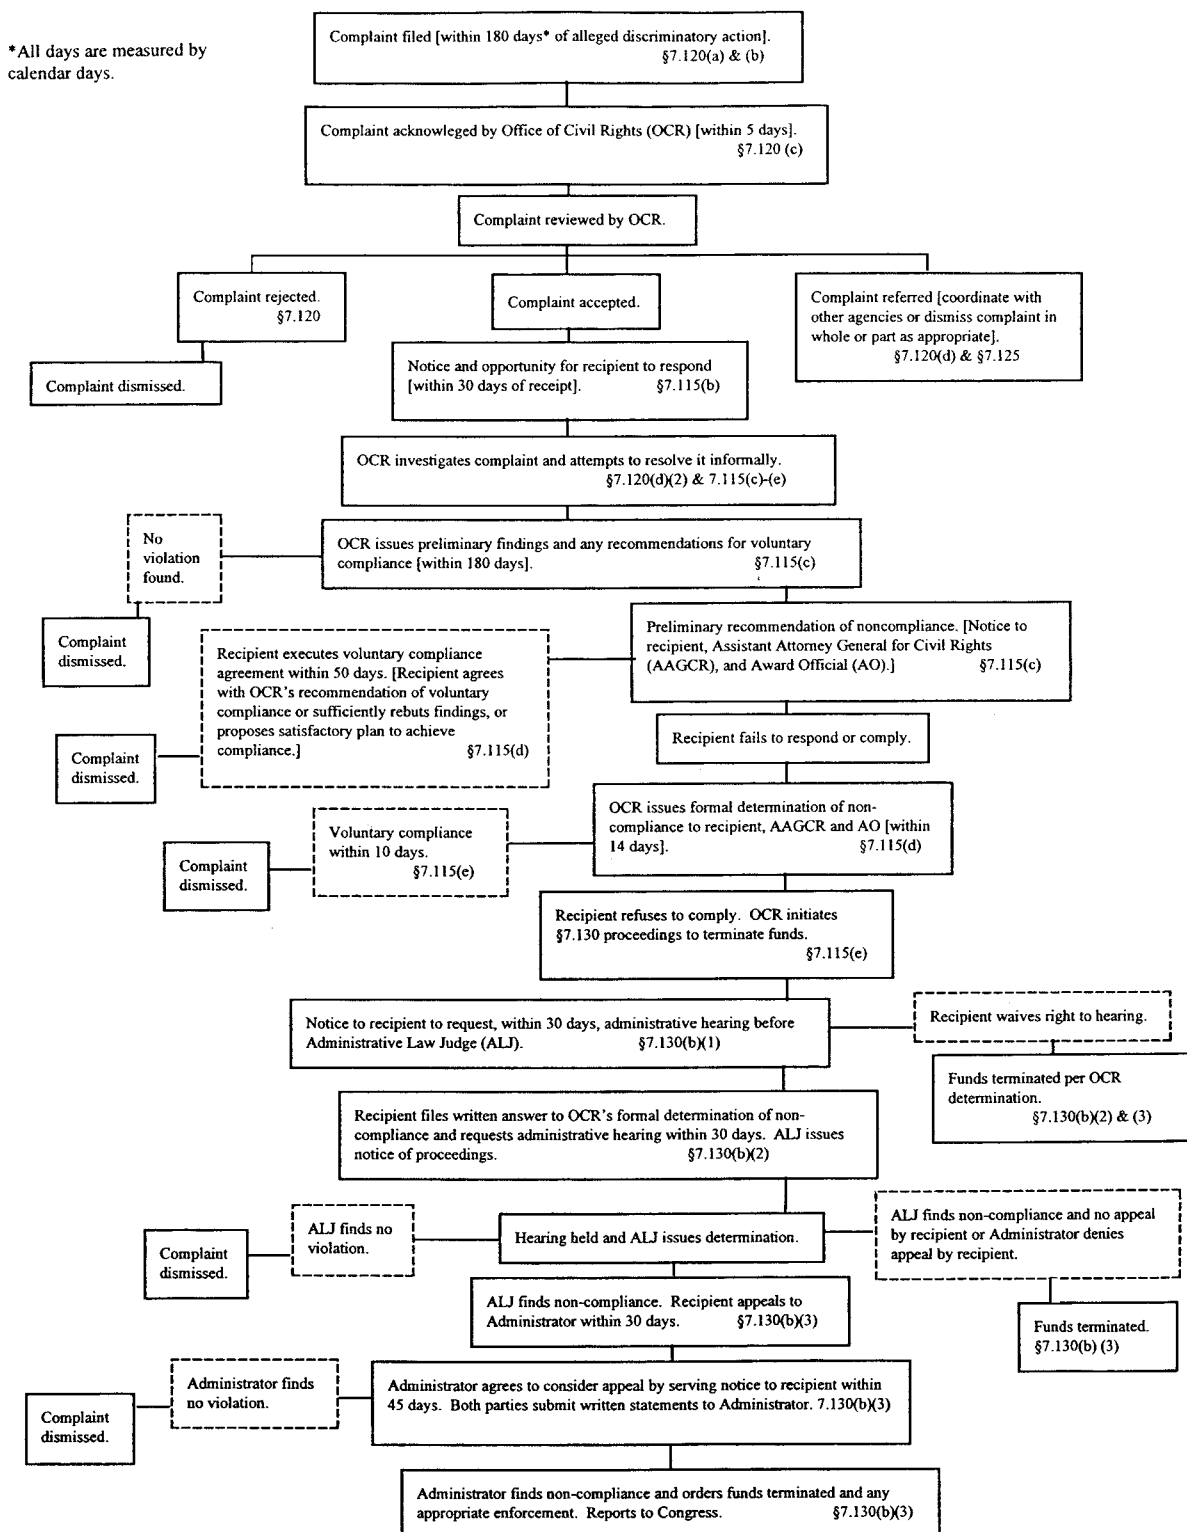 *All days are measured by
calendar days.
Complaint filed [within 180 days* of alleged discriminatory action].
§7.120(a) & (b)
Complaint acknowleged by Office of Civil Rights (OCR) [within 5 days].
§7.120 (c)
Complaint reviewed by OCR.
Complaint rejected.
§7.120
Complaint dismissed.
Complaint accepted.
Complaint referred [coordinate with
other agencies or dismiss complaint in
whole or part as appropriate].
§7.120(d) & §7.125
Notice and opportunity for recipient to respond
[within 30 days of receipt]. §7.115(b)
OCR investigates complaint and attempts to resolve it informally.
§7.120(d)(2) & 7.115(c)-(e)
No
violation
found.
OCR issues preliminary findings and any recommendations for voluntary
compliance [within 180 days]. §7.115(c)
Complaint
dismissed.
Preliminary recommendation of noncompliance. [Notice to
recipient, Assistant Attorney General for Civil Rights
(AAGCR), and Award Official (AO).] §7.115(c)
Recipient executes voluntary compliance
agreement within 50 days. [Recipient agrees
with OCR's recommendation of voluntary
compliance or sufficiently rebuts findings, or
proposes satisfactory plan to achieve
compliance.] §7.115(d)
Complaint
dismissed.
Recipient fails to respond or comply.
OCR issues formal determination of non-
compliance to recipient, AAGCR and AO [within
14 days]. §7.115(d)
Voluntary compliance
within 10 days.
§7.115(e)
Complaint
dismissed.
Recipient refuses to comply. OCR initiates
§7.130 proceedings to terminate funds.
§7.115(e)
Notice to recipient to request, within 30 days, administrative hearing before
Administrative Law Judge (ALJ). §7.130(b)(1)
Recipient waives right to hearing.
Funds terminated per OCR
determination.
§7.130(b)(2) & (3)
Recipient files written answer to OCR's formal determination of non-
compliance and requests administrative hearing within 30 days. ALJ issues
notice of proceedings. §7.130(b)(2)
Hearing held and ALJ issues determination.
ALJ finds no
violation.
Complaint
dismissed.
ALJ finds non-compliance and no appeal
by recipient or Administrator denies
appeal by recipient.
Funds terminated.
§7.130(b) (3)
ALJ finds non-compliance. Recipient appeals to
Administrator within 30 days. §7.130(b)(3)
Administrator agrees to consider appeal by serving notice to recipient within
45 days. Both parties submit written statements to Administrator. 7.130(b)(3)
Administrator finds
no violation.
Complaint
dismissed.
Administrator finds non-compliance and orders funds terminated and any
appropriate enforcement. Reports to Congress. §7.130(b)(3)